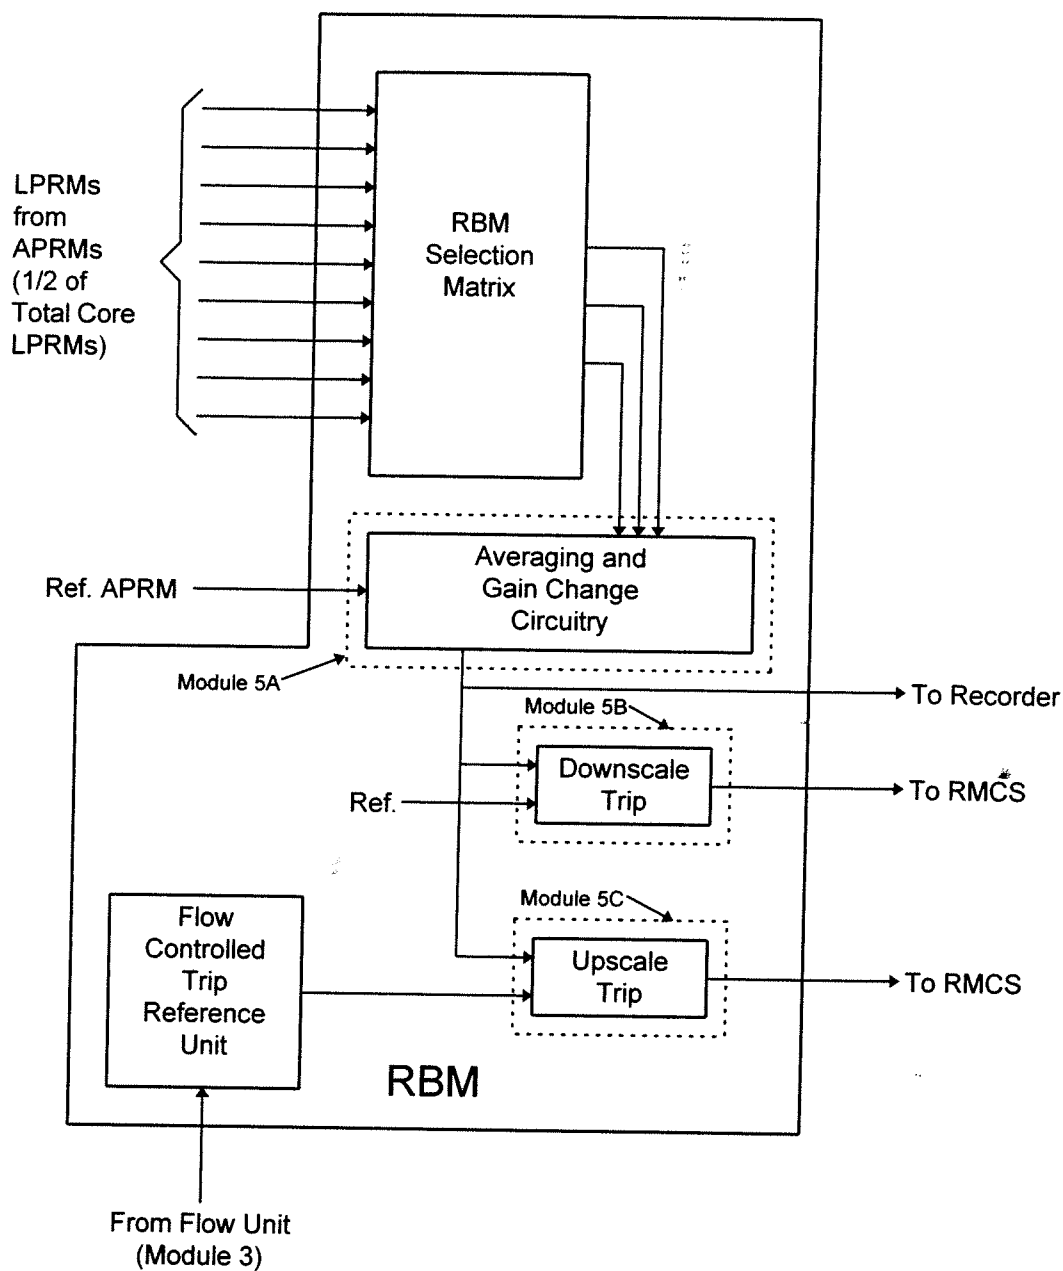 LPRMs
from
APRMs
(1/2 of
Total Core
LPRMs)
RBM
Selection
Matrix
Ref. APRM
Averaging and
Gain Change
Circuitry
Module 5A
To Recorder
Module 5B
Downscale
Trip
Ref.
To RMCS
Module 5C
Upscale
Trip
To RMCS
Flow
Controlled
Trip
Reference
Unit
RBM
From Flow Unit
(Module 3)